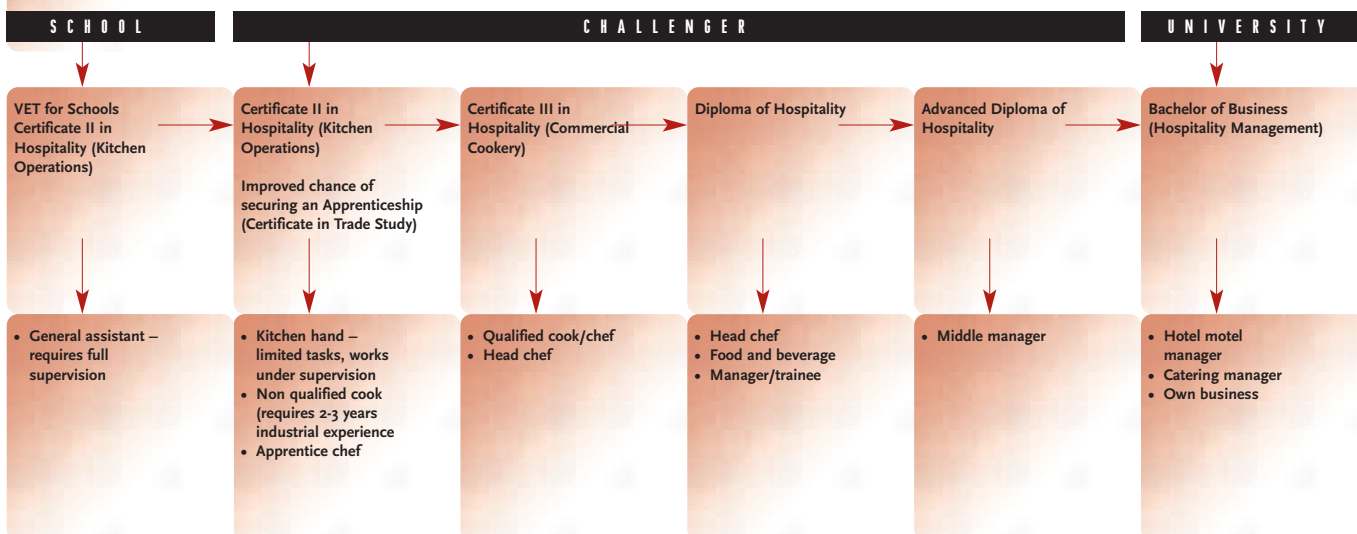 SCHOOL
CHALLENGER
UNIVERSITY
VET for Schools
Certificate II in
Hospitality (Kitchen
Operations)
Certificate II in
Hospitality (Kitchen
Operations)
Improved chance of
securing an Apprenticeship
(Certificate in Trade Study)
Certificate III in
Hospitality (Commercial
Cookery)
Diploma of Hospitality
Advanced Diploma of
Hospitality
Bachelor of Business
(Hospitality Management)
• General assistant –
requires full
supervision
• Kitchen hand –
limited tasks, works
under supervision
• Non qualified cook
(requires 2-3 years
industrial experience
• Apprentice chef
• Qualified cook/chef
• Head chef
• Head chef
• Food and beverage
• Manager/trainee
• Middle manager
• Hotel motel
manager
• Catering manager
• Own business